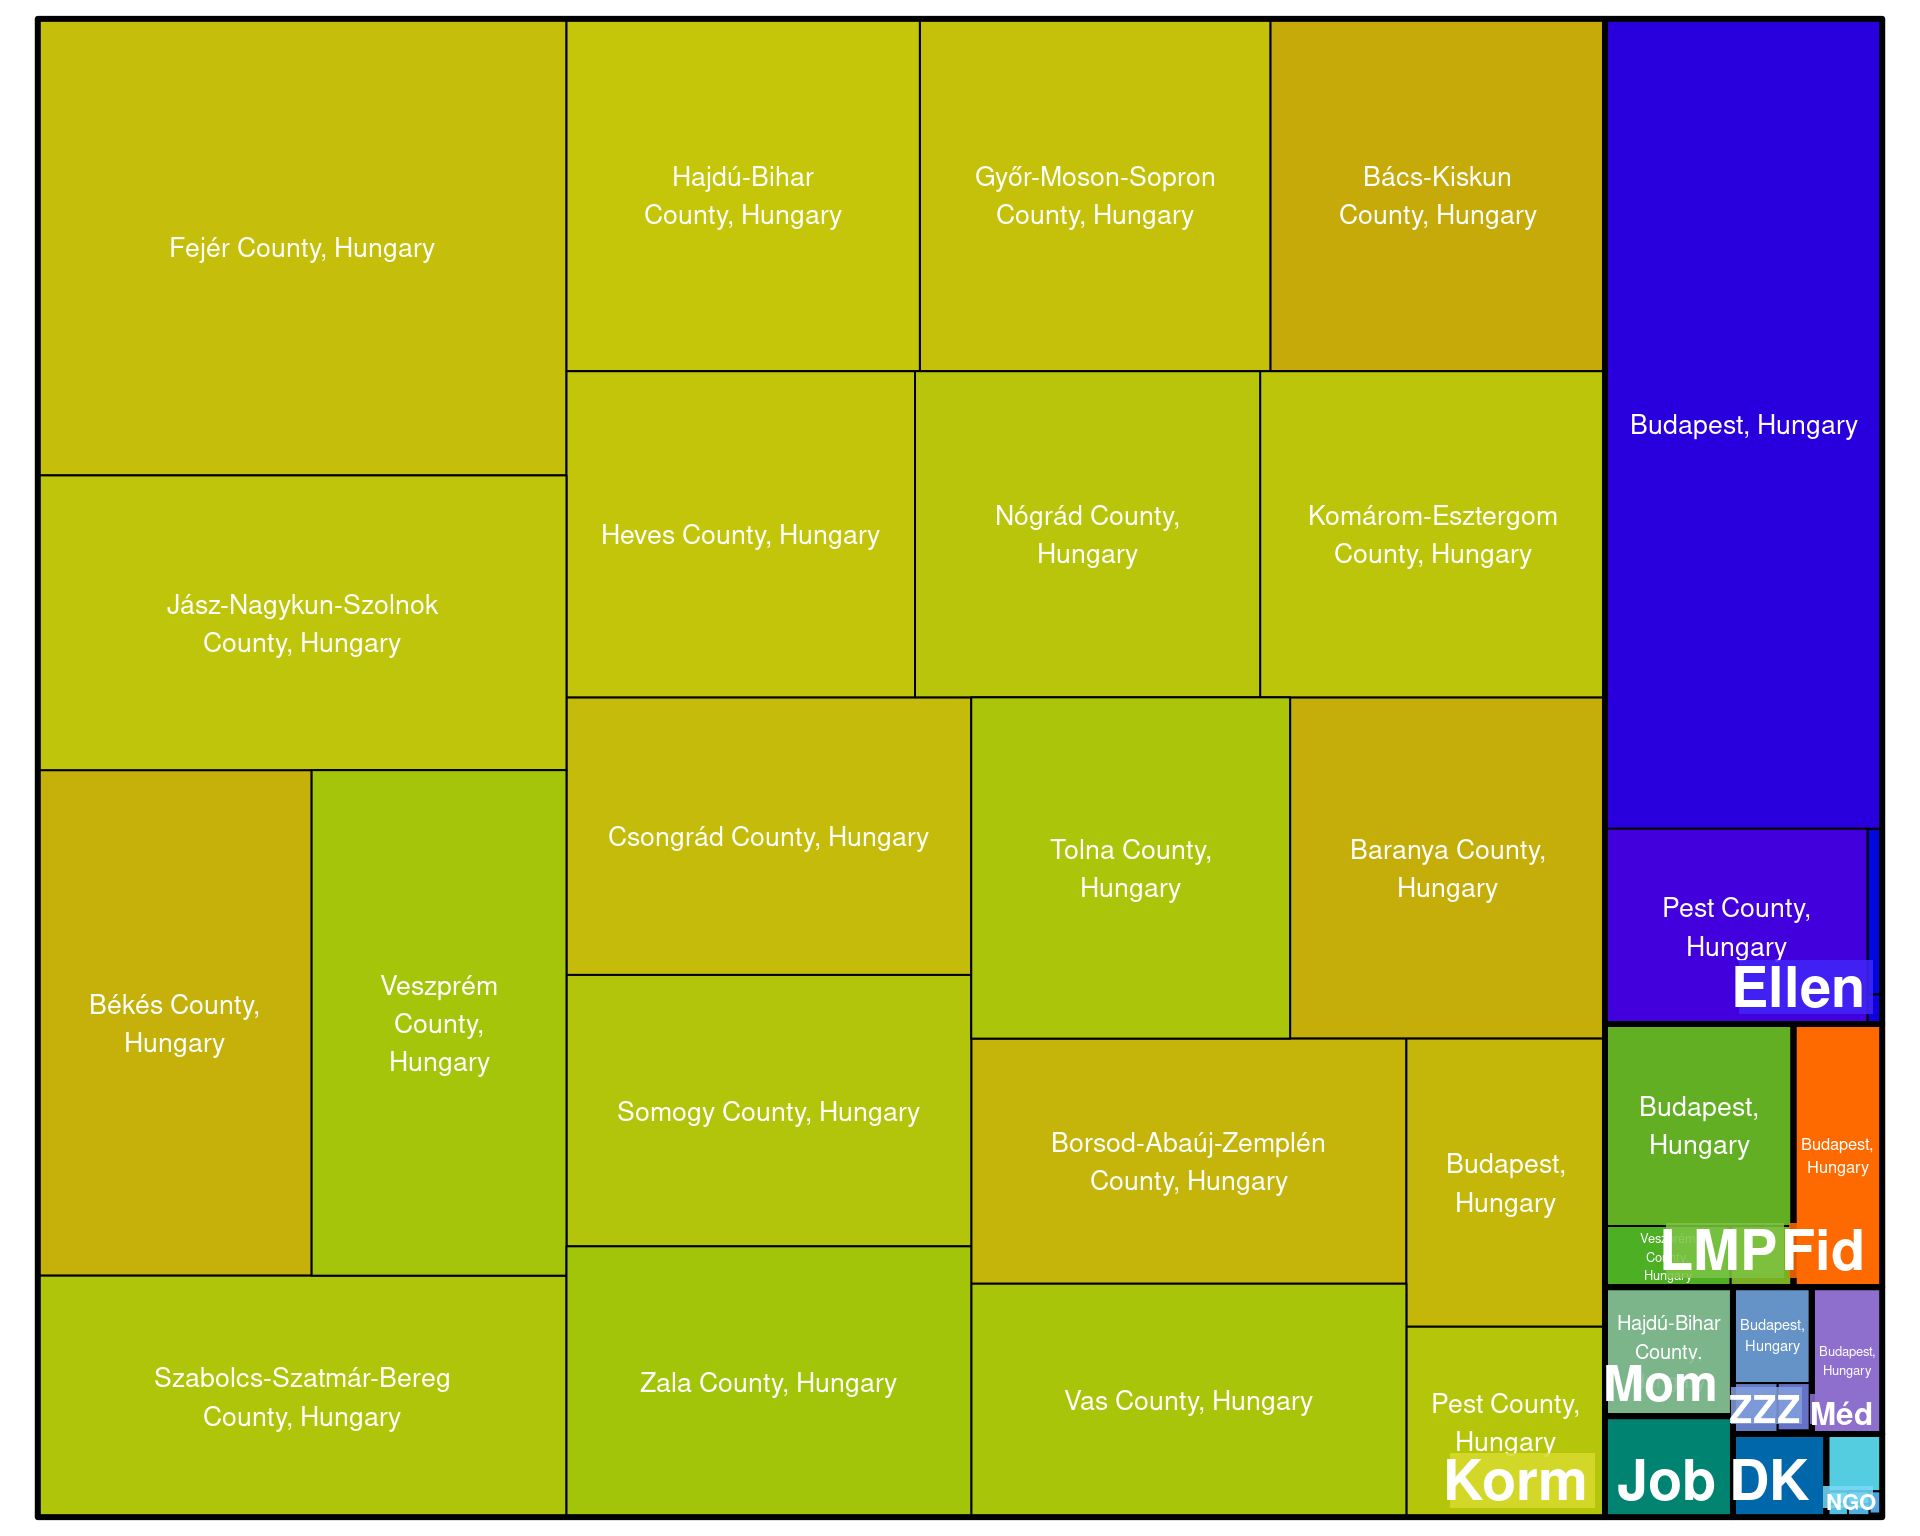 Fejér County, Hungary
Hajdú-Bihar
County, Hungary
Győr-Moson-Sopron
County, Hungary
Bács-Kiskun
County, Hungary
Budapest, Hungary
Jász-Nagykun-Szolnok
County, Hungary
Heves County, Hungary
Nógrád County,
Hungary
Komárom-Esztergom
County, Hungary
Békés County,
Hungary
Veszprém
County,
Hungary
Csongrád County, Hungary
Tolna County,
Hungary
Baranya County,
Hungary
Pest County,
Hungary
Ellen
Somogy County, Hungary
Borsod-Abaúj-Zemplén
County, Hungary
Budapest,
Hungary
Budapest,
Hungary
Budapest,
Hungary
Veszprém
County,
Hungary
LMP
Fid
Szabolcs-Szatmár-Bereg
County, Hungary
Zala County, Hungary
Vas County, Hungary
Pest County,
Hungary
Korm
Hajdú-Bihar
County,
Mom
Budapest,
Hungary
ZZZ
Budapest,
Hungary
Méd
Job
DK
NGO